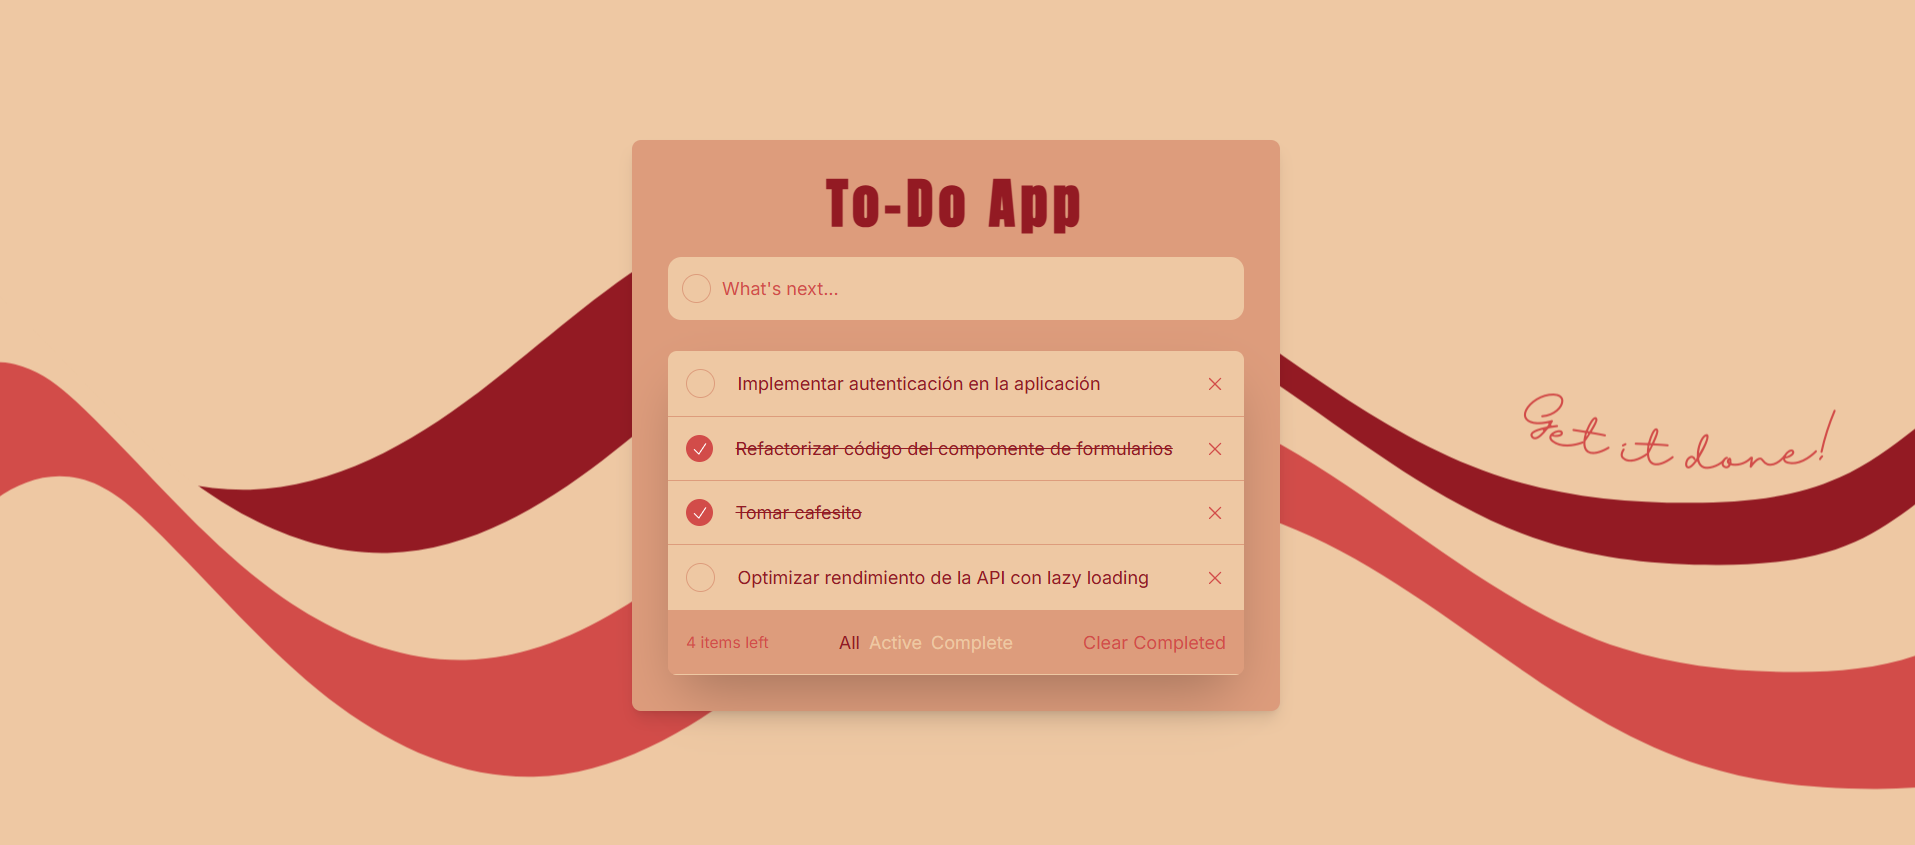 To-Do App
What's next...
Implementar autenticación en la aplicación
Refactorizar código del componente de formularios
Get it done!
Tomar cafesito
Optimizar rendimiento de la API con lazy loading
4 items left All Active Complete Clear Completed